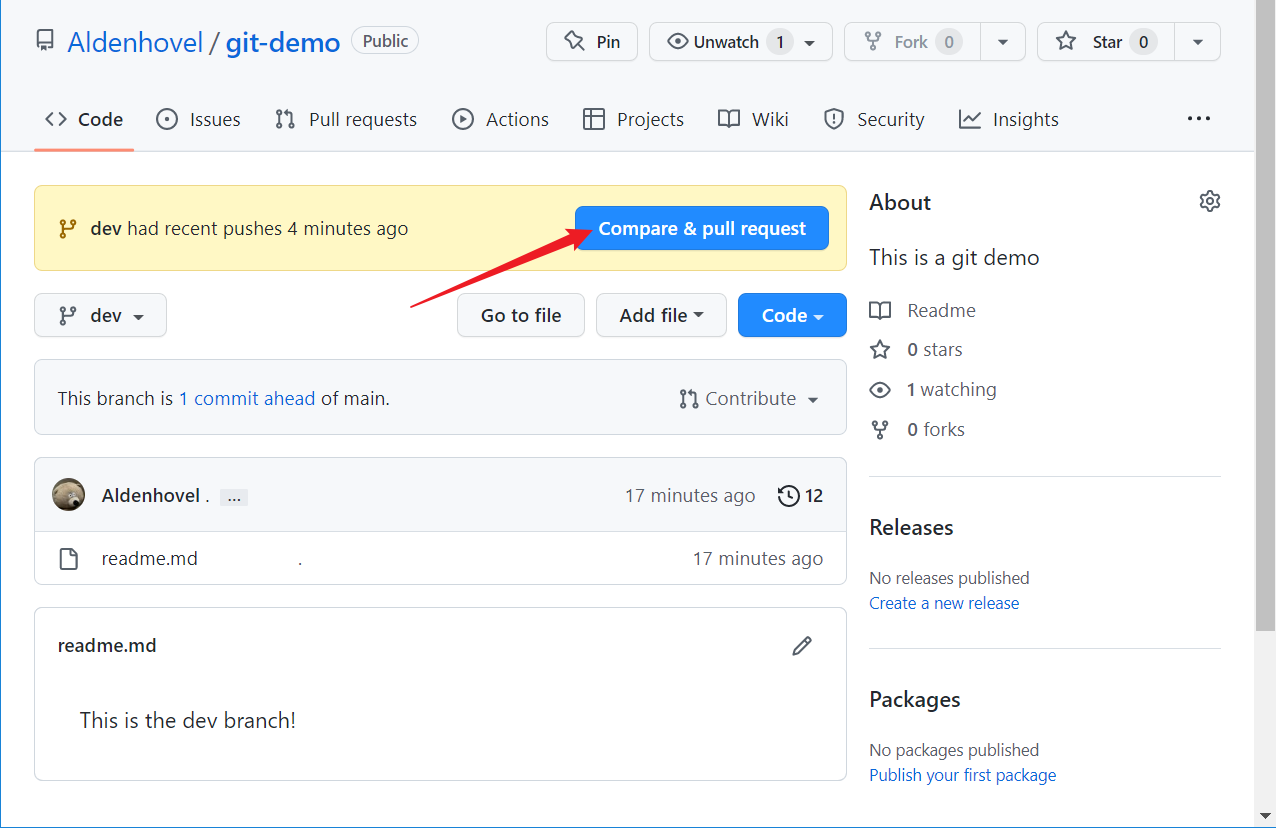 Aldenhovel / git-demo Public Pin Unwatch 1 Fork 0 Star 0
Code Issues Pull requests Actions Projects Wiki Security Insights ...
dev had recent pushes 4 minutes ago Compare & pull request
dev Go to file Add file Code
This branch is 1 commit ahead of main. Contribute
Aldenhovel . ... 17 minutes ago 12
readme.md . 17 minutes ago
readme.md
This is the dev branch!
About
This is a git demo
Readme
0 stars
1 watching
0 forks
Releases
No releases published
Create a new release
Packages
No packages published
Publish your first package